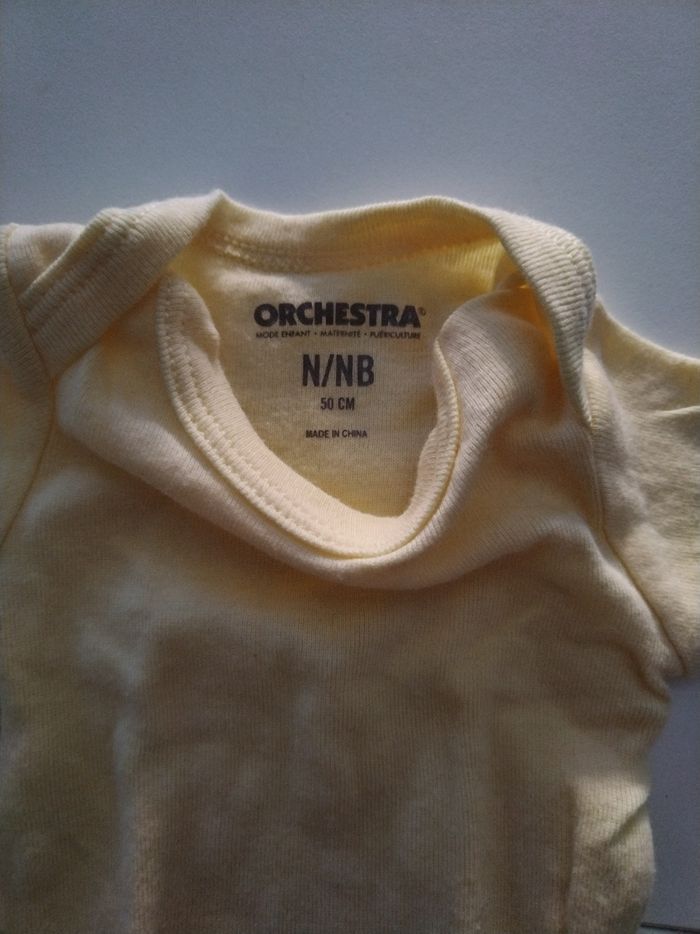 ORCHESTRA®
MODE ENFANT • MATERNITÉ • PUÉRICULTURE
N/NB
50 CM
MADE IN CHINA